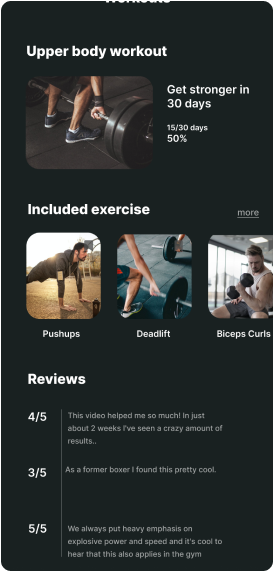 Workouts
Upper body workout
Get stronger in
30 days
15/30 days
50%
Included exercise
more
Pushups
Deadlift
Biceps Curls
Reviews
4/5
This video helped me so much! In just
about 2 weeks I've seen a crazy amount of
results..
3/5
As a former boxer I found this pretty cool.
5/5
We always put heavy emphasis on
explosive power and speed and it's cool to
hear that this also applies in the gym